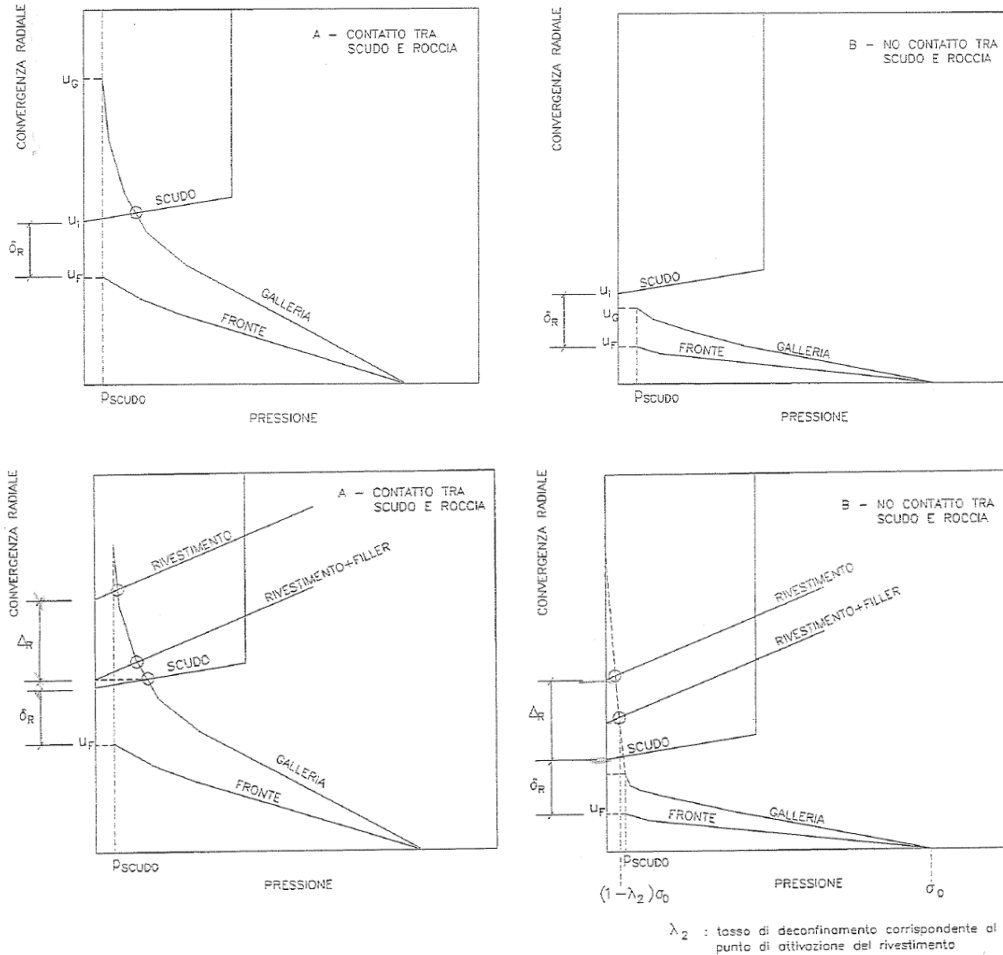 CONVERGENZA RADIALE
A - CONTATTO TRA
SCUDO E ROCCIA
u_G
SCUDO
u_i
δ_R
u_F
GALLERIA
FRONTE
P_SCUDO
PRESSIONE
CONVERGENZA RADIALE
B - NO CONTATTO TRA
SCUDO E ROCCIA
SCUDO
u_i
δ_R
u_G
u_F
FRONTE
GALLERIA
P_SCUDO
PRESSIONE
CONVERGENZA RADIALE
A - CONTATTO TRA
SCUDO E ROCCIA
RIVESTIMENTO
RIVESTIMENTO+FILLER
Δ_R
SCUDO
δ_R
u_F
GALLERIA
FRONTE
P_SCUDO
PRESSIONE
CONVERGENZA RADIALE
B - NO CONTATTO TRA
SCUDO E ROCCIA
RIVESTIMENTO
RIVESTIMENTO+FILLER
Δ_R
SCUDO
δ_R
u_F
FRONTE
GALLERIA
P_SCUDO
(1-λ_2)σ_0
PRESSIONE
σ_0
λ_2 : tasso di deconfinamento corrispondente al
punto di attivazione del rivestimento